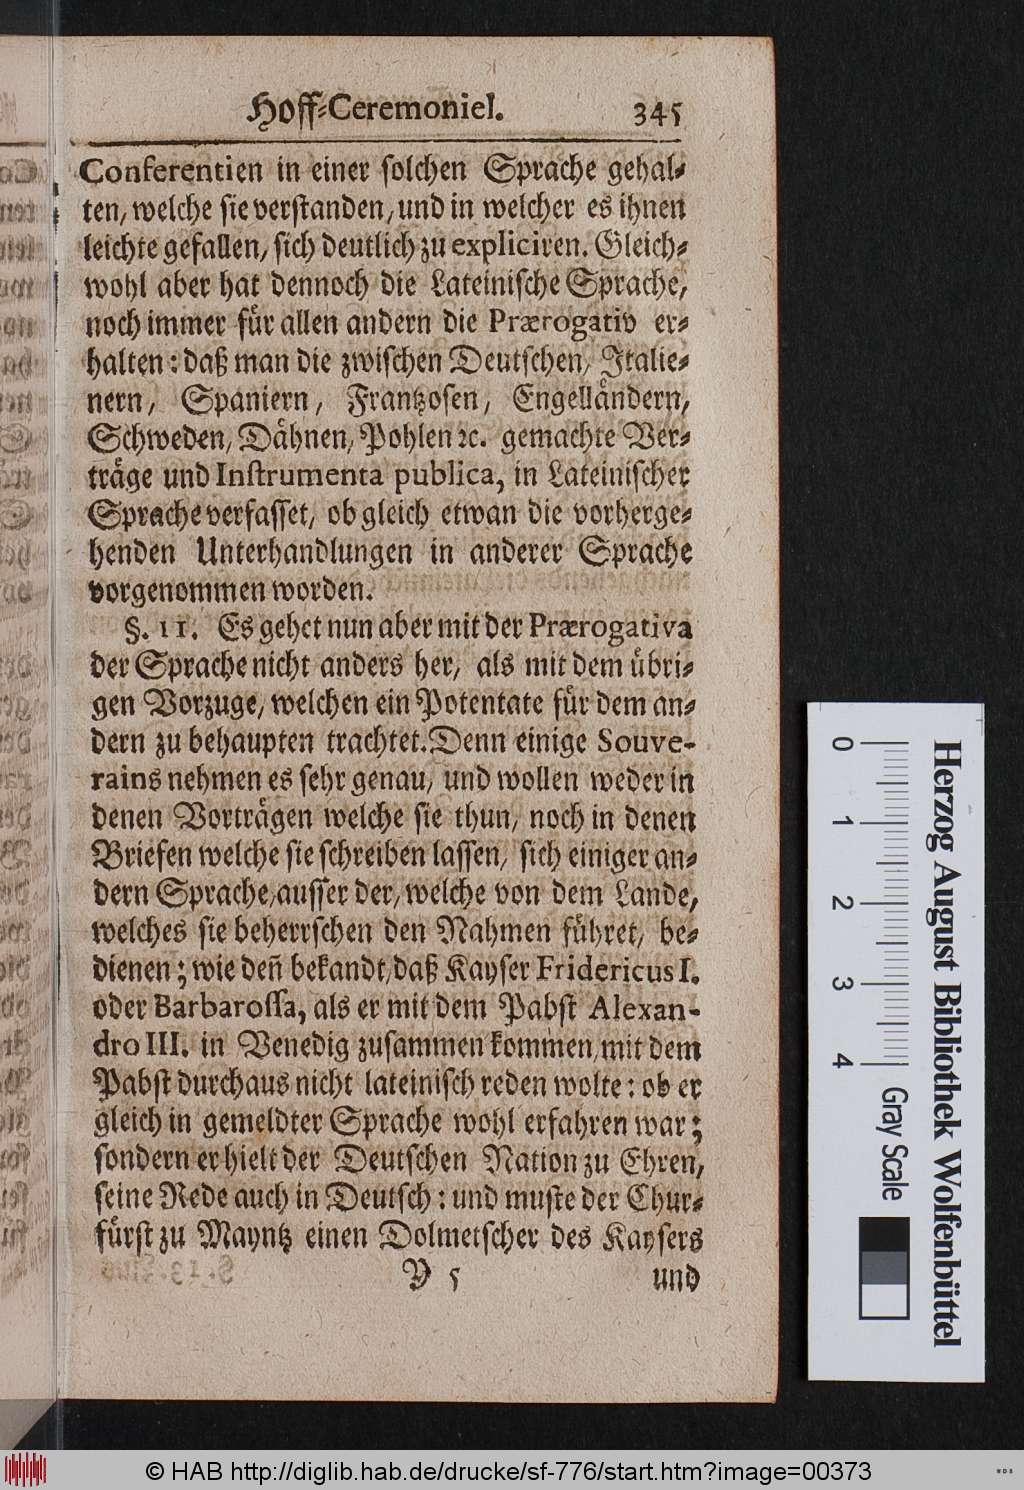 Hoff-Ceremoniel. 345
Conferentien in einer solchen Sprache gehal-
ten, welche sie verstanden, und in welcher es ihnen
leichte gefallen, sich deutlich zu expliciren. Gleich-
wohl aber hat dennoch die Lateinische Sprache,
noch immer für allen andern die Prærogativ er-
halten: daß man die zwischen Deutschen, Italie-
nern, Spaniern, Frantzosen, Engelländern,
Schweden, Dähnen, Pohlen ꝛc. gemachte Ver-
träge und Instrumenta publica, in Lateinischer
Sprache verfasset, ob gleich etwan die vorherge-
henden Unterhandlungen in anderer Sprache
vorgenommen worden.
§. 11. Es gehet nun aber mit der Prærogativa
der Sprache nicht anders her, als mit dem übri-
gen Vorzuge, welchen ein Potentate für dem an-
dern zu behaupten trachtet. Denn einige Souve-
rains nehmen es sehr genau, und wollen weder in
denen Vorträgen welche sie thun, noch in denen
Briefen welche sie schreiben lassen, sich einiger an-
dern Sprache, ausser der, welche von dem Lande,
welches sie beherrschen den Nahmen führet, be-
dienen; wie deñ bekandt, daß Kayser Fridericus I.
oder Barbarossa, als er mit dem Pabst Alexan-
dro III. in Venedig zusammen kommen, mit dem
Pabst durchaus nicht lateinisch reden wolte: ob er
gleich in gemeldter Sprache wohl erfahren war;
sondern er hielt der Deutschen Nation zu Ehren,
seine Rede auch in Deutsch: und muste der Chur-
fürst zu Mayntz einen Dolmetscher des Kaysers
Y 5 und
0 1 2 3 4 Gray Scale
Herzog August Bibliothek Wolfenbüttel
© HAB http://diglib.hab.de/drucke/sf-776/start.htm?image=00373